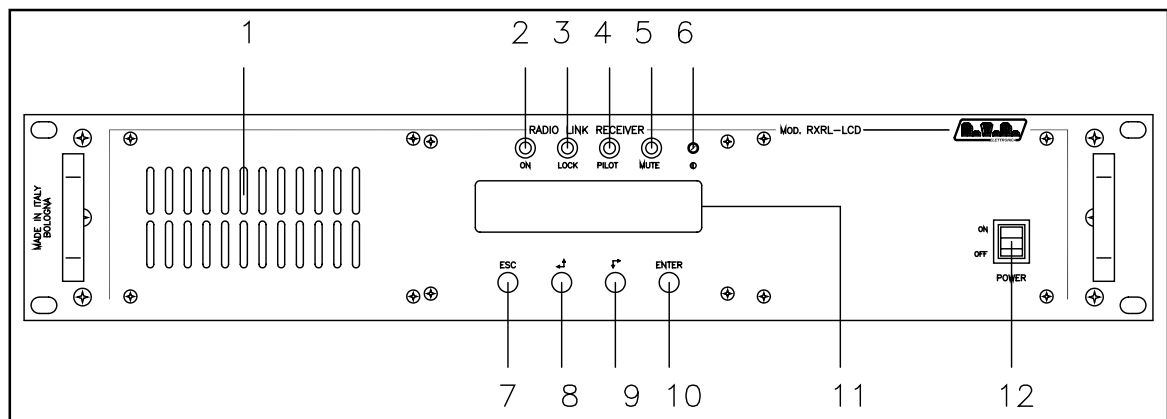 1 2 3 4 5 6
RADIO LINK RECEIVER
MOD. RXRL-LCD
ELETTRONICA
ON LOCK PILOT MUTE
MADE IN ITALY
BOLOGNA
ON
OFF
POWER
ESC ENTER
7 8 9 10 11 12